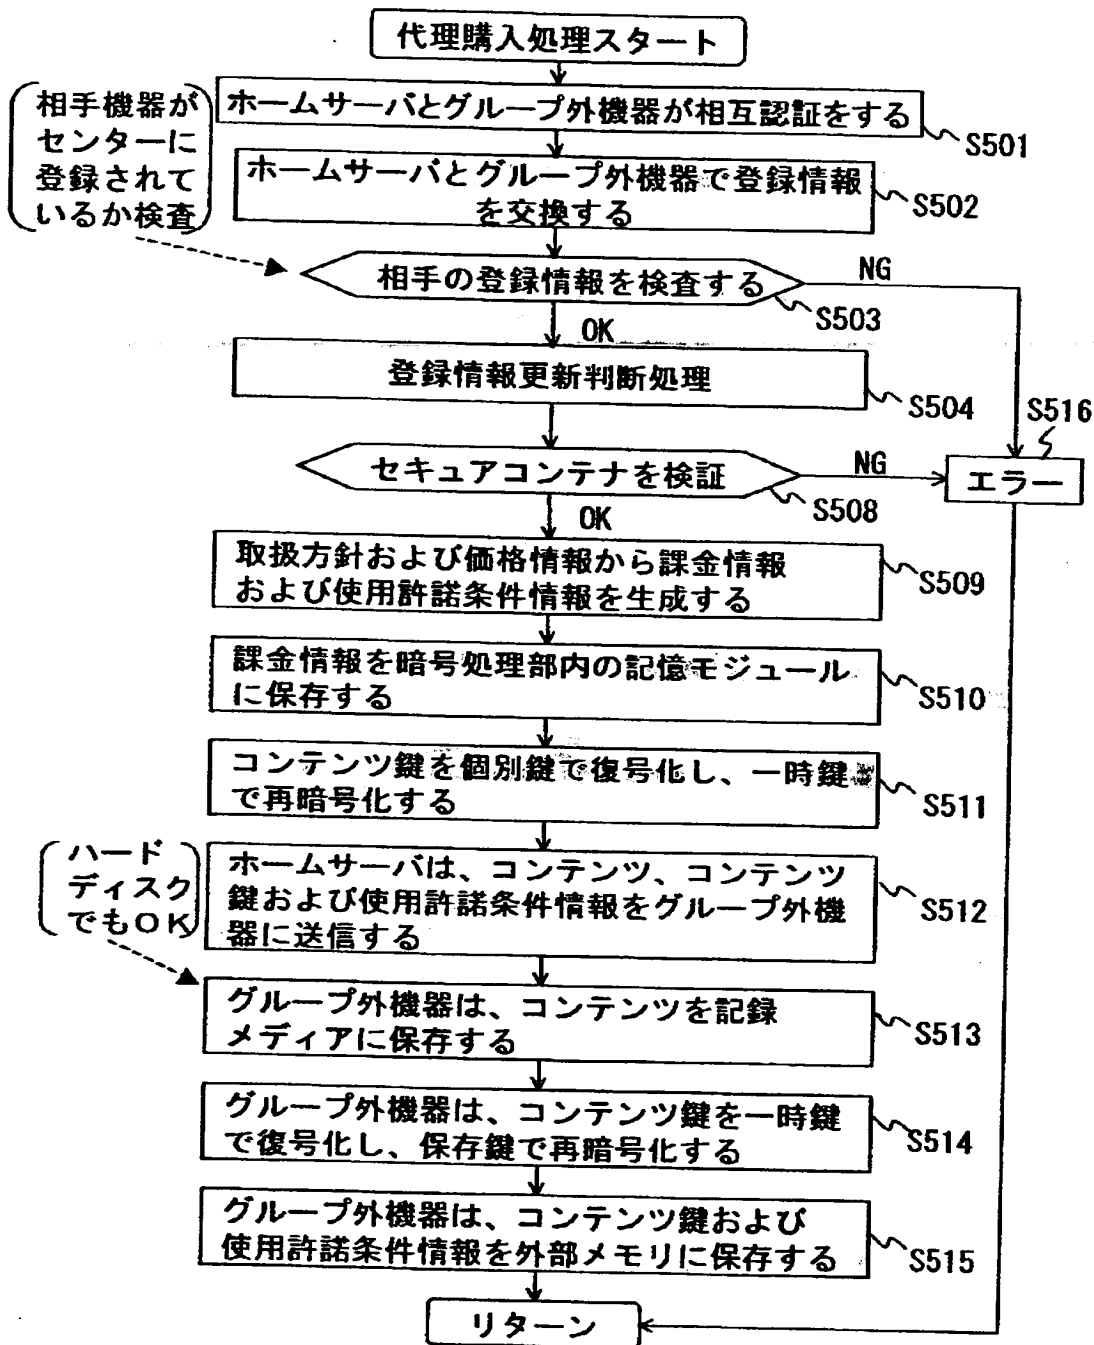 代理購入処理スタート
相手機器が
センターに
登録されて
いるか検査
ホームサーバとグループ外機器が相互認証をする
S501
ホームサーバとグループ外機器で登録情報
を交換する
S502
相手の登録情報を検査する
NG
S503
OK
登録情報更新判断処理
S504
S516
セキュアコンテナを検証
NG
エラー
S508
OK
取扱方針および価格情報から課金情報
および使用許諾条件情報を生成する
S509
課金情報を暗号処理部内の記憶モジュール
に保存する
S510
コンテンツ鍵を個別鍵で復号化し、一時鍵
で再暗号化する
S511
ハード
ディスク
でもOK
ホームサーバは、コンテンツ、コンテンツ
鍵および使用許諾条件情報をグループ外機
器に送信する
S512
グループ外機器は、コンテンツを記録
メディアに保存する
S513
グループ外機器は、コンテンツ鍵を一時鍵
で復号化し、保存鍵で再暗号化する
S514
グループ外機器は、コンテンツ鍵および
使用許諾条件情報を外部メモリに保存する
S515
リターン